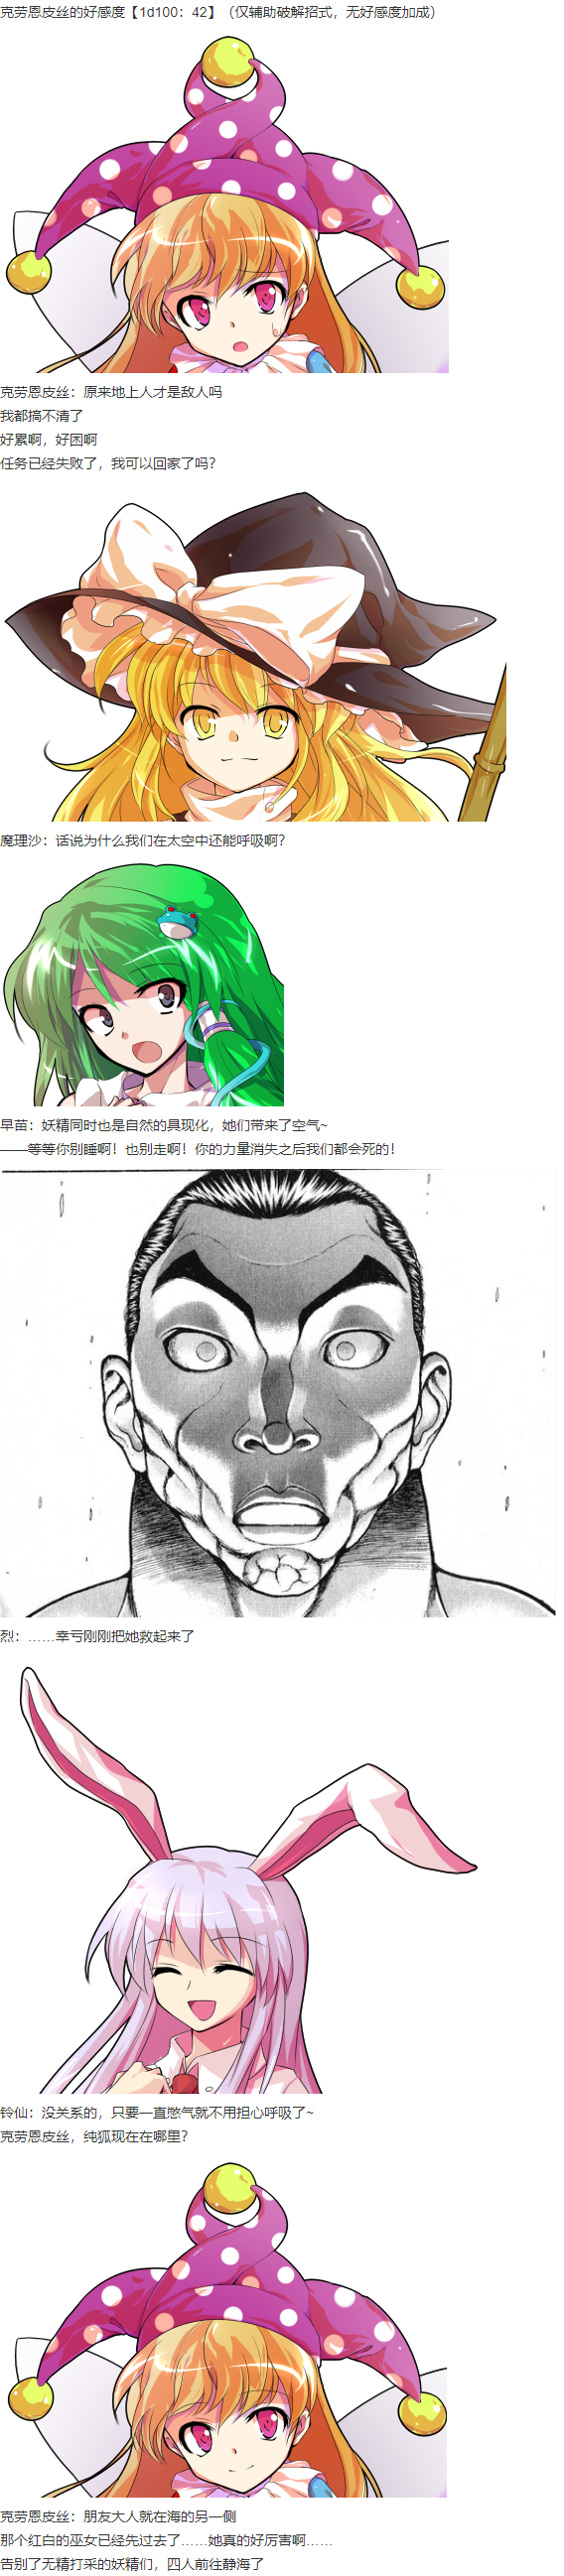 克劳恩皮丝的好感度【1d100：42】（仅辅助破解招式，无好感度加成）
克劳恩皮丝：原来地上人才是敌人吗
我都搞不清了
好累啊，好困啊
任务已经失败了，我可以回家了吗？
魔理沙：话说为什么我们在太空中还能呼吸啊？
早苗：妖精同时也是自然的具现化，她们带来了空气~
——等等你别睡啊！也别走啊！你的力量消失之后我们都会死的！
烈：……幸亏刚刚把她救起来了
铃仙：没关系的，只要一直憋气就不用担心呼吸了~
克劳恩皮丝，纯狐现在在哪里？
克劳恩皮丝：朋友大人就在海的另一侧
那个红白的巫女已经先过去了……她真的好厉害啊……
告别了无精打采的妖精们，四人前往静海了